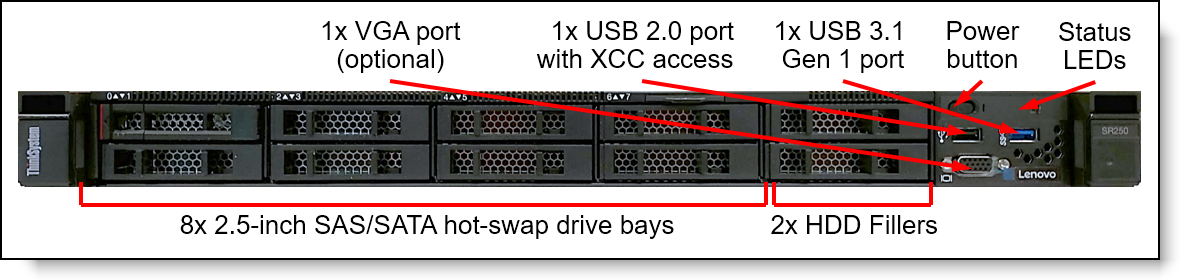 1x VGA port
(optional)
1x USB 2.0 port
with XCC access
1x USB 3.1
Gen 1 port
Power
button
Status
LEDs
0▲▼1
2▲▼3
4▲▼5
6▲▼7
ThinkSystem
SR250
Lenovo
8x 2.5-inch SAS/SATA hot-swap drive bays
2x HDD Fillers